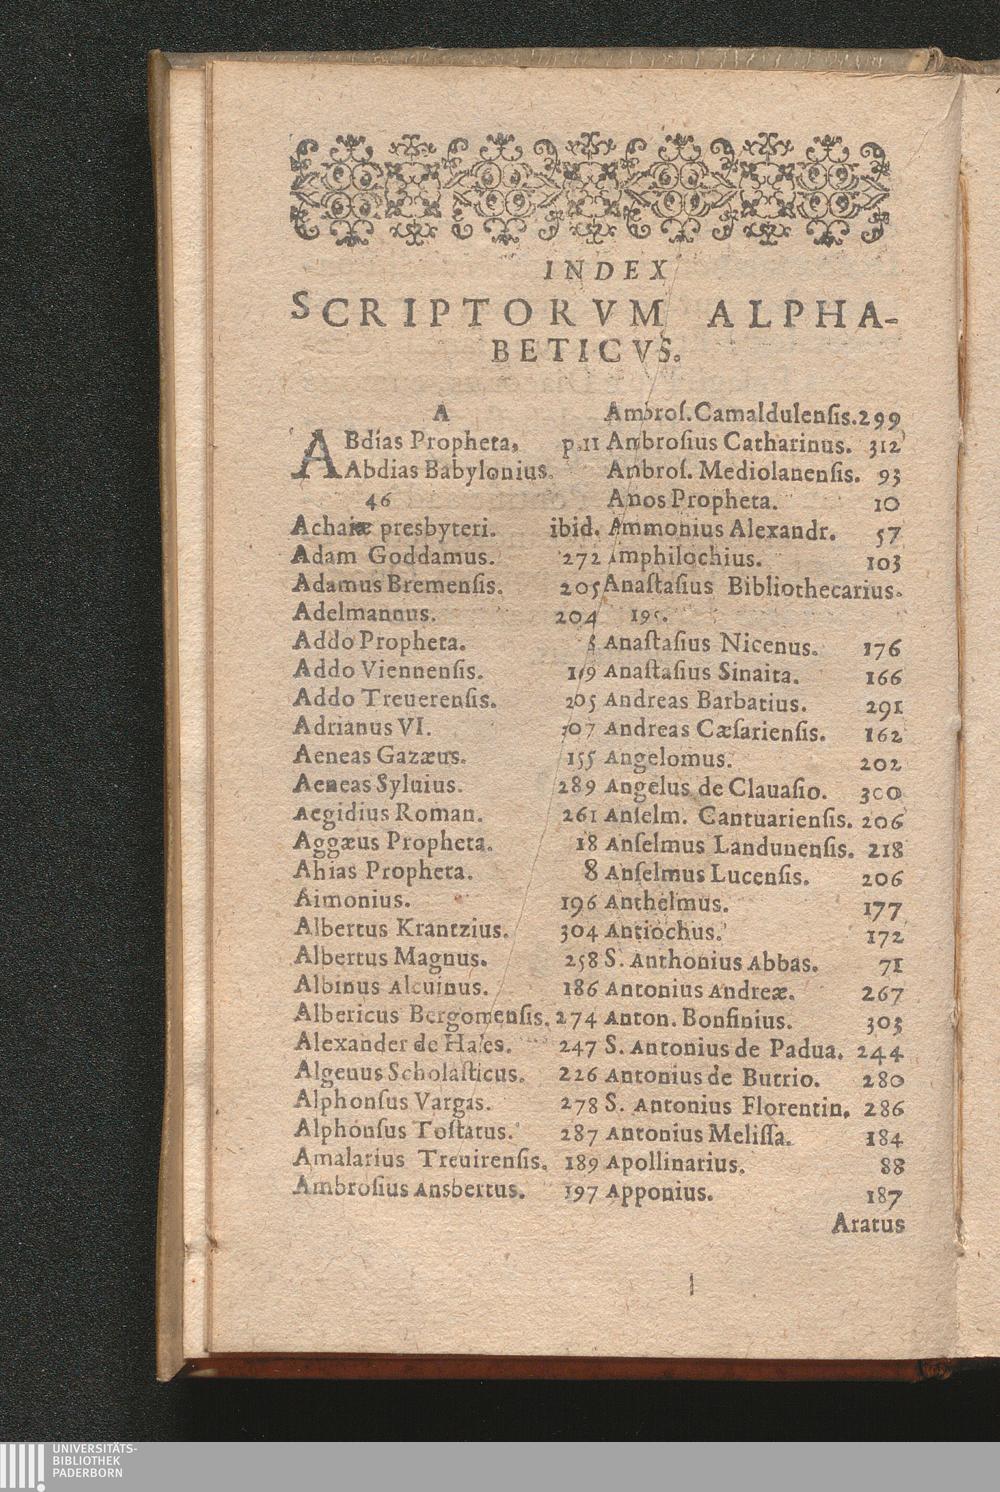 INDEX
SCRIPTORVM ALPHA-
BETICVS.
A
ABdias Propheta, p.11
Abdias Babylonius.
46
Achaiæ presbyteri. ibid.
Adam Goddamus. 272
Adamus Bremensis. 205
Adelmannus. 204
Addo Propheta. 5
Addo Viennensis. 119
Addo Treuerensis. 205
Adrianus VI. 307
Aeneas Gazæus. 155
Aeneas Syluius. 289
Aegidius Roman. 261
Aggæus Propheta. 18
Ahias Propheta. 8
Aimonius. 196
Albertus Krantzius. 304
Albertus Magnus. 258
Albinus Alcuinus. 186
Albericus Bergomensis. 274
Alexander de Hales. 247
Algeuus Scholasticus. 226
Alphonsus Vargas. 278
Alphonsus Tostatus. 287
Amalarius Treuirensis. 189
Ambrosius Ansbertus. 197
Ambros. Camaldulensis. 299
Ambrosius Catharinus. 312
Ambros. Mediolanensis. 93
Amos Propheta. 10
Ammonius Alexandr. 57
Amphilochius. 103
Anastasius Bibliothecarius.
195.
Anastasius Nicenus. 176
Anastasius Sinaita. 166
Andreas Barbatius. 291
Andreas Cæsariensis. 162
Angelomus. 202
Angelus de Clauasio. 300
Anselm. Cantuariensis. 206
Anselmus Landunensis. 218
Anselmus Lucensis. 206
Anthelmus. 177
Antiochus. 172
S. Anthonius Abbas. 71
Antonius Andreæ. 267
Anton. Bonfinius. 303
S. Antonius de Padua. 244
Antonius de Butrio. 280
S. Antonius Florentin. 286
Antonius Melissa. 184
Apollinarius. 88
Apponius. 187
Aratus
UNIVERSITÄTS-
BIBLIOTHEK
PADERBORN